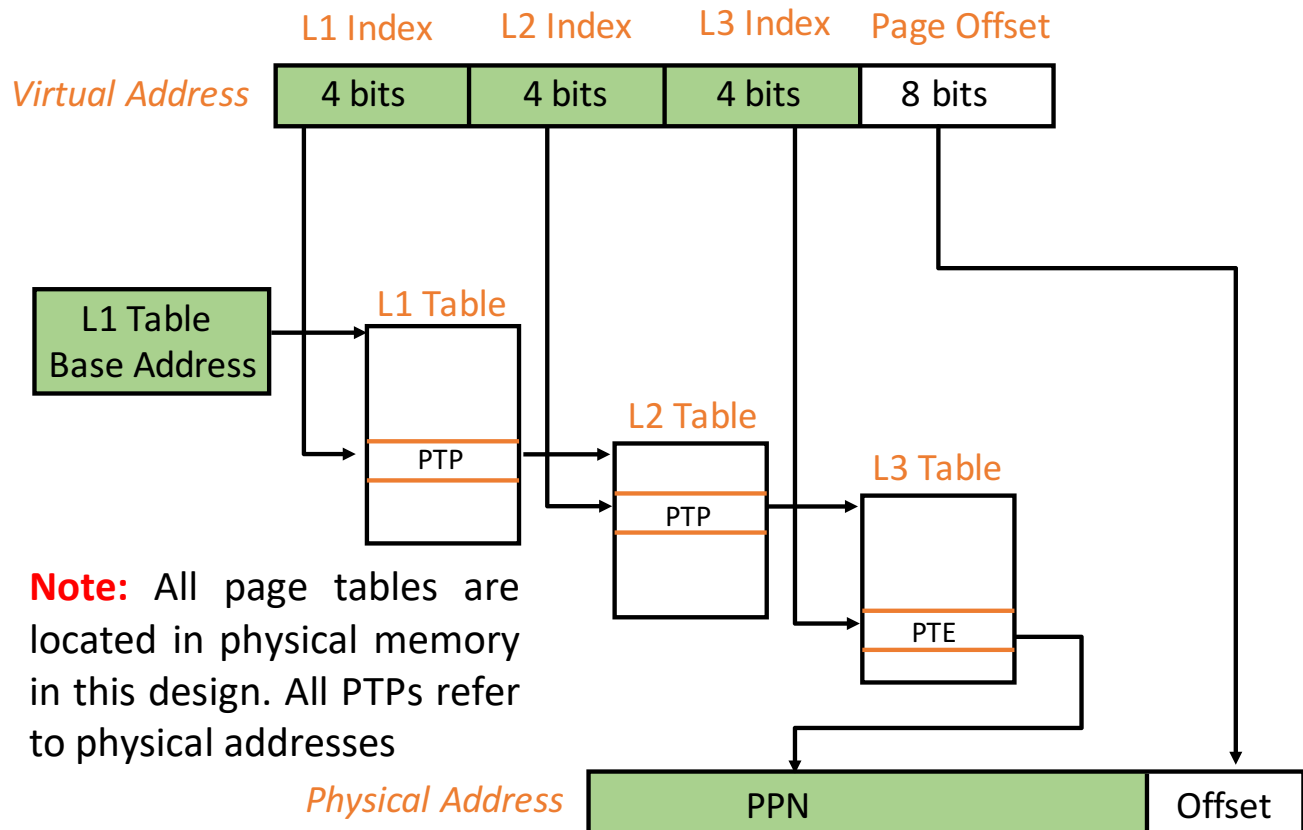 L1 Index L2 Index L3 Index Page Offset
Virtual Address 4 bits 4 bits 4 bits 8 bits
L1 Table
Base Address
L1 Table
PTP
L2 Table
PTP
L3 Table
PTE
Note: All page tables are
located in physical memory
in this design. All PTPs refer
to physical addresses
Physical Address PPN Offset